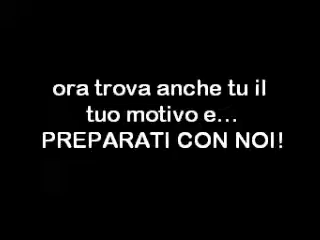 ora trova anche tu il
tuo motivo e...
PREPARATI CON NOI!